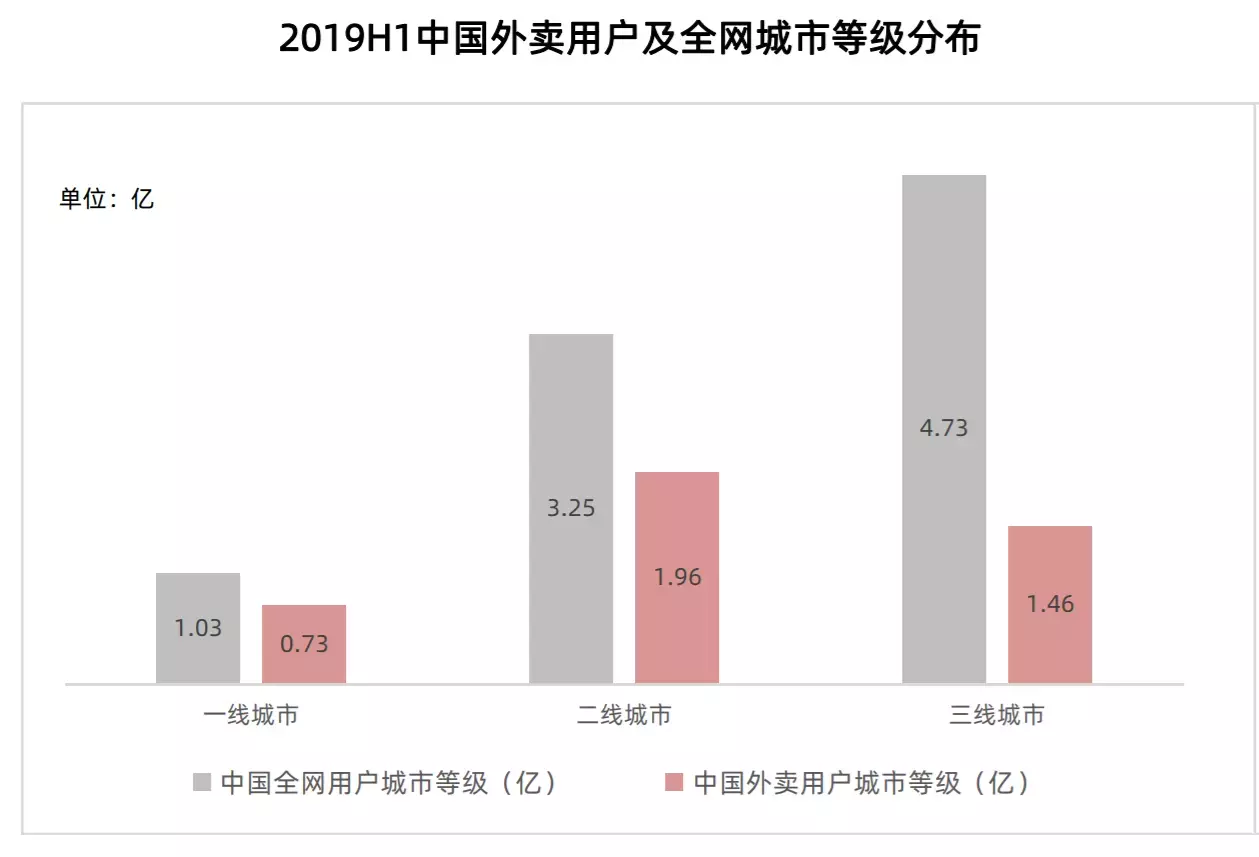 2019H1中国外卖用户及全网城市等级分布
单位：亿
4.73
3.25
1.96
1.46
1.03
0.73
一线城市
二线城市
三线城市
中国全网用户城市等级（亿）
中国外卖用户城市等级（亿）